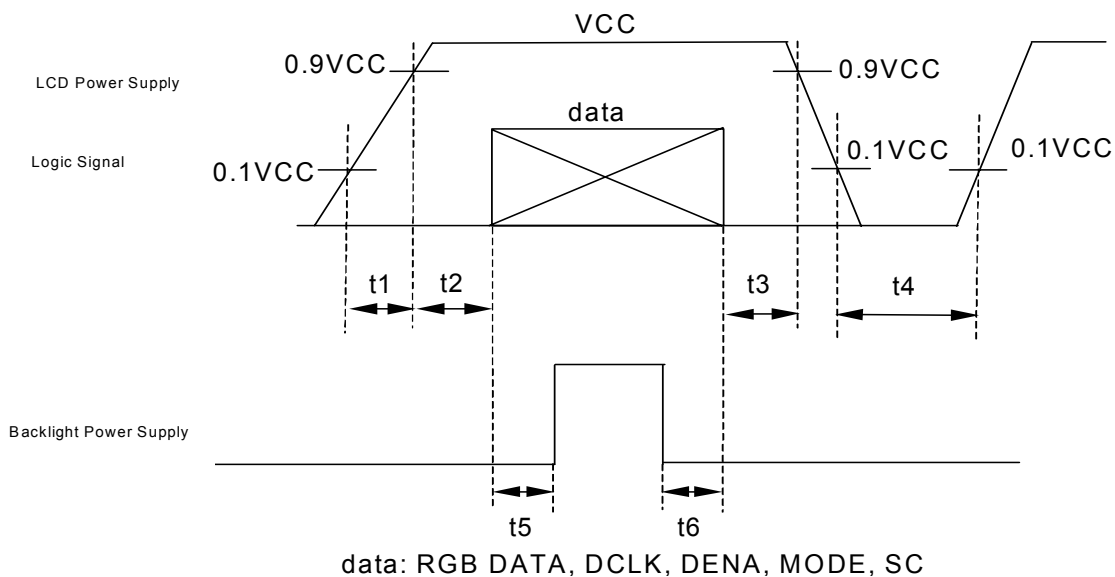 VCC
LCD Power Supply
0.9VCC
0.9VCC
data
Logic Signal
0.1VCC
0.1VCC
0.1VCC
t1
t2
t3
t4
Backlight Power Supply
t5
t6
data: RGB DATA, DCLK, DENA, MODE, SC